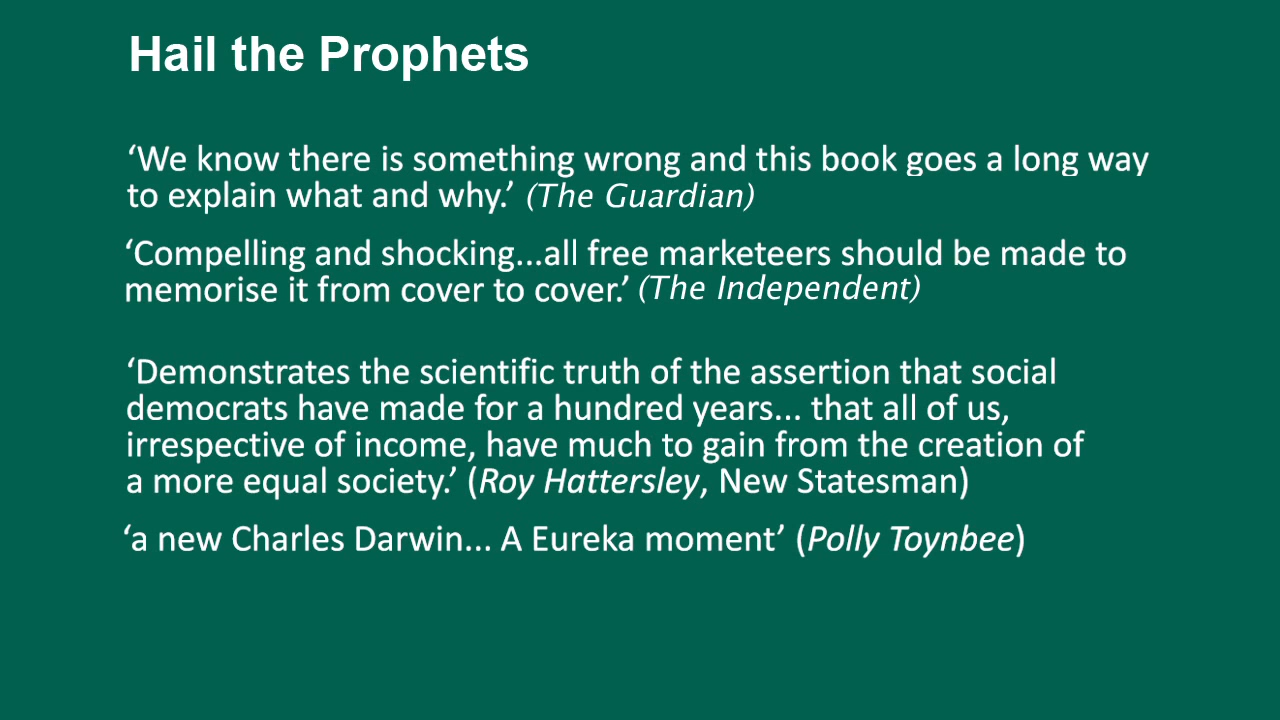 Hail the Prophets
‘We know there is something wrong and this book goes a long way
to explain what and why.’ (The Guardian)
‘Compelling and shocking...all free marketeers should be made to
memorise it from cover to cover.’ (The Independent)
‘Demonstrates the scientific truth of the assertion that social
democrats have made for a hundred years... that all of us,
irrespective of income, have much to gain from the creation of
a more equal society.’ (Roy Hattersley, New Statesman)
‘a new Charles Darwin... A Eureka moment’ (Polly Toynbee)